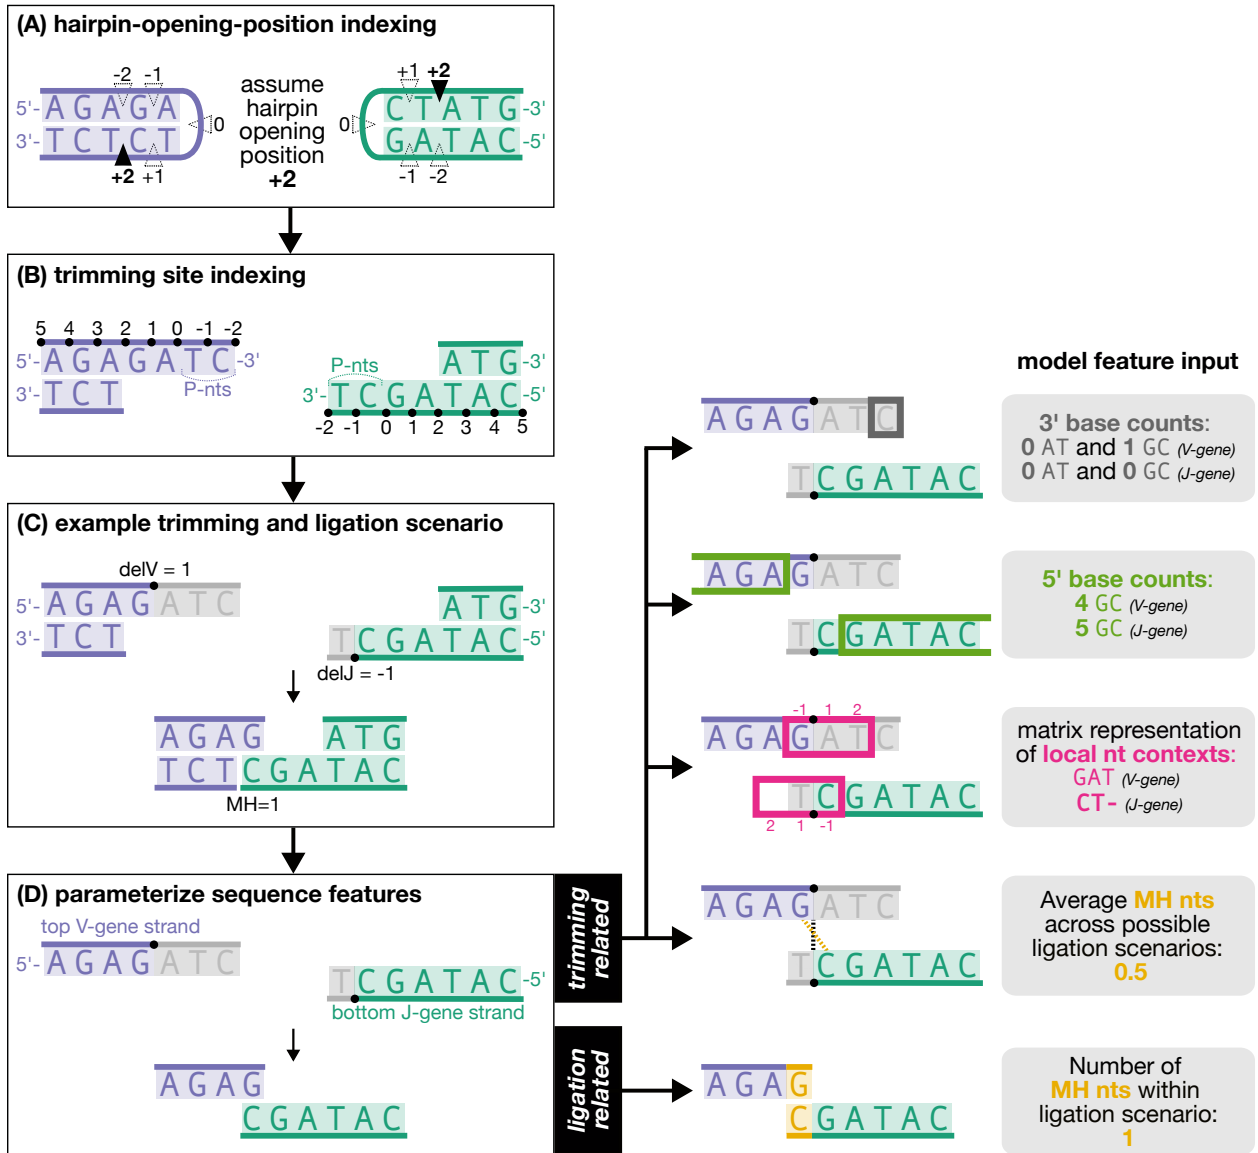 (A) hairpin-opening-position indexing
-2 -1
+1 +2
5'- A G A G A
assume
C T A T G -3'
0
hairpin
0
3'- T C T C T
opening
G A T A C -5'
position
+2 +1
+2
-1 -2
(B) trimming site indexing
5 4 3 2 1 0 -1 -2
5'- A G A G A T C -3'
P-nts
3'- T C T
P-nts
A T G -3'
3'- T C G A T A C -5'
-2 -1 0 1 2 3 4 5
(C) example trimming and ligation scenario
delV = 1
5'- A G A G A T C
3'- T C T
A T G -3'
T C G A T A C -5'
delJ = -1
A G A G A T G
T C T C G A T A C
MH=1
(D) parameterize sequence features
top V-gene strand
5'- A G A G A T C
T C G A T A C -5'
bottom J-gene strand
A G A G
C G A T A C
trimming
related
ligation
related
model feature input
A G A G A T C
T C G A T A C
3' base counts:
0 AT and 1 GC (V-gene)
0 AT and 0 GC (J-gene)
A G A G A T C
T C G A T A C
5' base counts:
4 GC (V-gene)
5 GC (J-gene)
-1 1 2
A G A G A T C
T C G A T A C
2 1 -1
matrix representation
of local nt contexts:
GAT (V-gene)
CT- (J-gene)
A G A G A T C
T C G A T A C
Average MH nts
across possible
ligation scenarios:
0.5
A G A G
C G A T A C
Number of
MH nts within
ligation scenario:
1